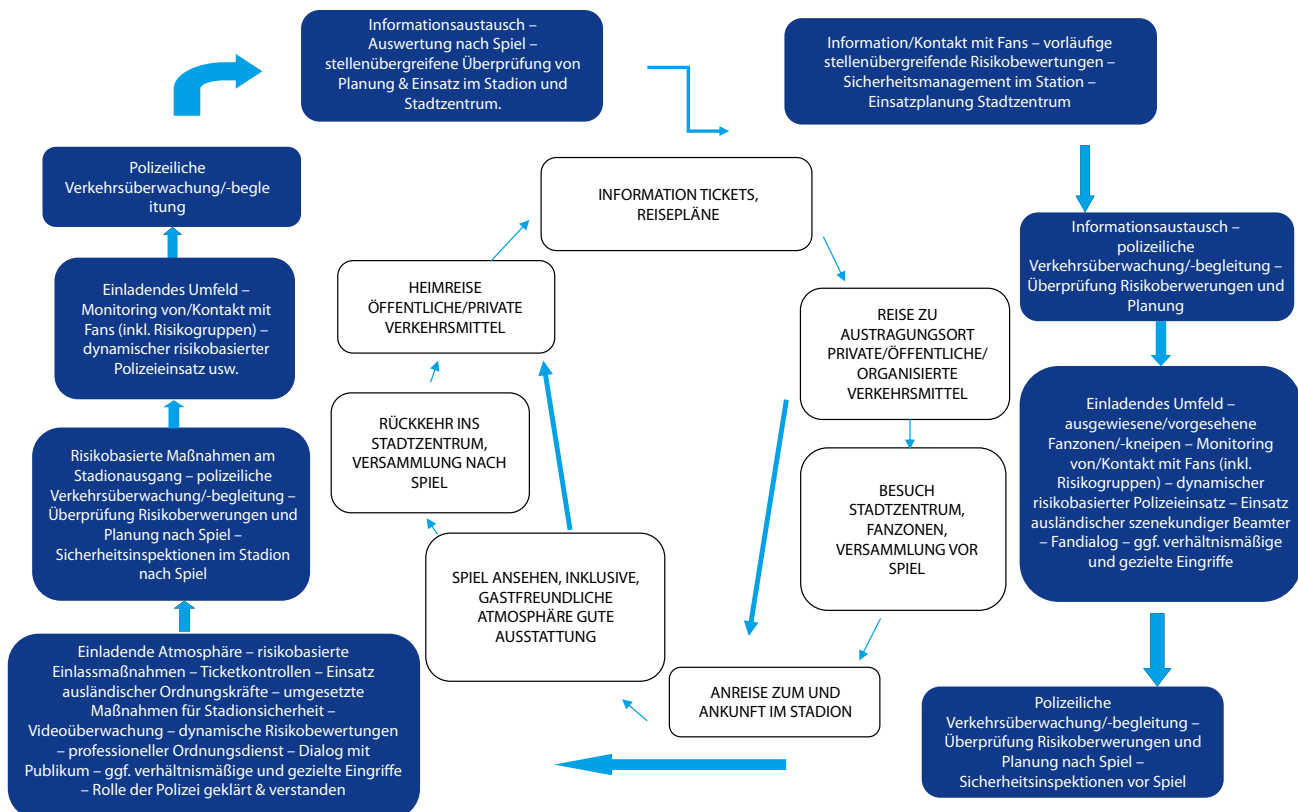 Informationsaustausch –
Auswertung nach Spiel –
stellenübergreifene Überprüfung von
Planung & Einsatz im Stadion und
Stadtzentrum.
Information/Kontakt mit Fans – vorläufige
stellenübergreifende Risikobewertungen –
Sicherheitsmanagement im Station –
Einsatzplanung Stadtzentrum
Polizeiliche
Verkehrsüberwachung/-begle
itung
INFORMATION TICKETS,
REISEPLÄNE
Informationsaustausch –
polizeiliche
Verkehrsüberwachung/-begleitung –
Überprüfung Risikoberwerungen und
Planung
Einladendes Umfeld –
Monitoring von/Kontakt mit
Fans (inkl. Risikogruppen) –
dynamischer risikobasierter
Polizeieinsatz usw.
HEIMREISE
ÖFFENTLICHE/PRIVATE
VERKEHRSMITTEL
REISE ZU
AUSTRAGUNGSORT
PRIVATE/ÖFFENTLICHE/
ORGANISIERTE
VERKEHRSMITTEL
Einladendes Umfeld –
ausgewiesene/vorgesehene
Fanzonen/-kneipen – Monitoring
von/Kontakt mit Fans (inkl.
Risikogruppen) – dynamischer
risikobasierter Polizeieinsatz – Einsatz
ausländischer szenekundiger Beamter
– Fandialog – ggf. verhältnismäßige
und gezielte Eingriffe
RÜCKKEHR INS
STADTZENTRUM,
VERSAMMLUNG NACH
SPIEL
Risikobasierte Maßnahmen am
Stadionausgang – polizeiliche
Verkehrsüberwachung/-begleitung –
Überprüfung Risikoberwerungen und
Planung nach Spiel –
Sicherheitsinspektionen im Stadion
nach Spiel
BESUCH
STADTZENTRUM,
FANZONEN,
VERSAMMLUNG VOR
SPIEL
SPIEL ANSEHEN, INKLUSIVE,
GASTFREUNDLICHE
ATMOSPHÄRE GUTE
AUSSTATTUNG
Einladende Atmosphäre – risikobasierte
Einlassmaßnahmen – Ticketkontrollen – Einsatz
ausländischer Ordnungskräfte – umgesetzte
Maßnahmen für Stadionsicherheit –
Videoüberwachung – dynamische Risikobewertungen
– professioneller Ordnungsdienst – Dialog mit
Publikum – ggf. verhältnismäßige und gezielte Eingriffe
– Rolle der Polizei geklärt & verstanden
ANREISE ZUM UND
ANKUNFT IM STADION
Polizeiliche
Verkehrsüberwachung/-begleitung –
Überprüfung Risikoberwerungen und
Planung nach Spiel –
Sicherheitsinspektionen vor Spiel